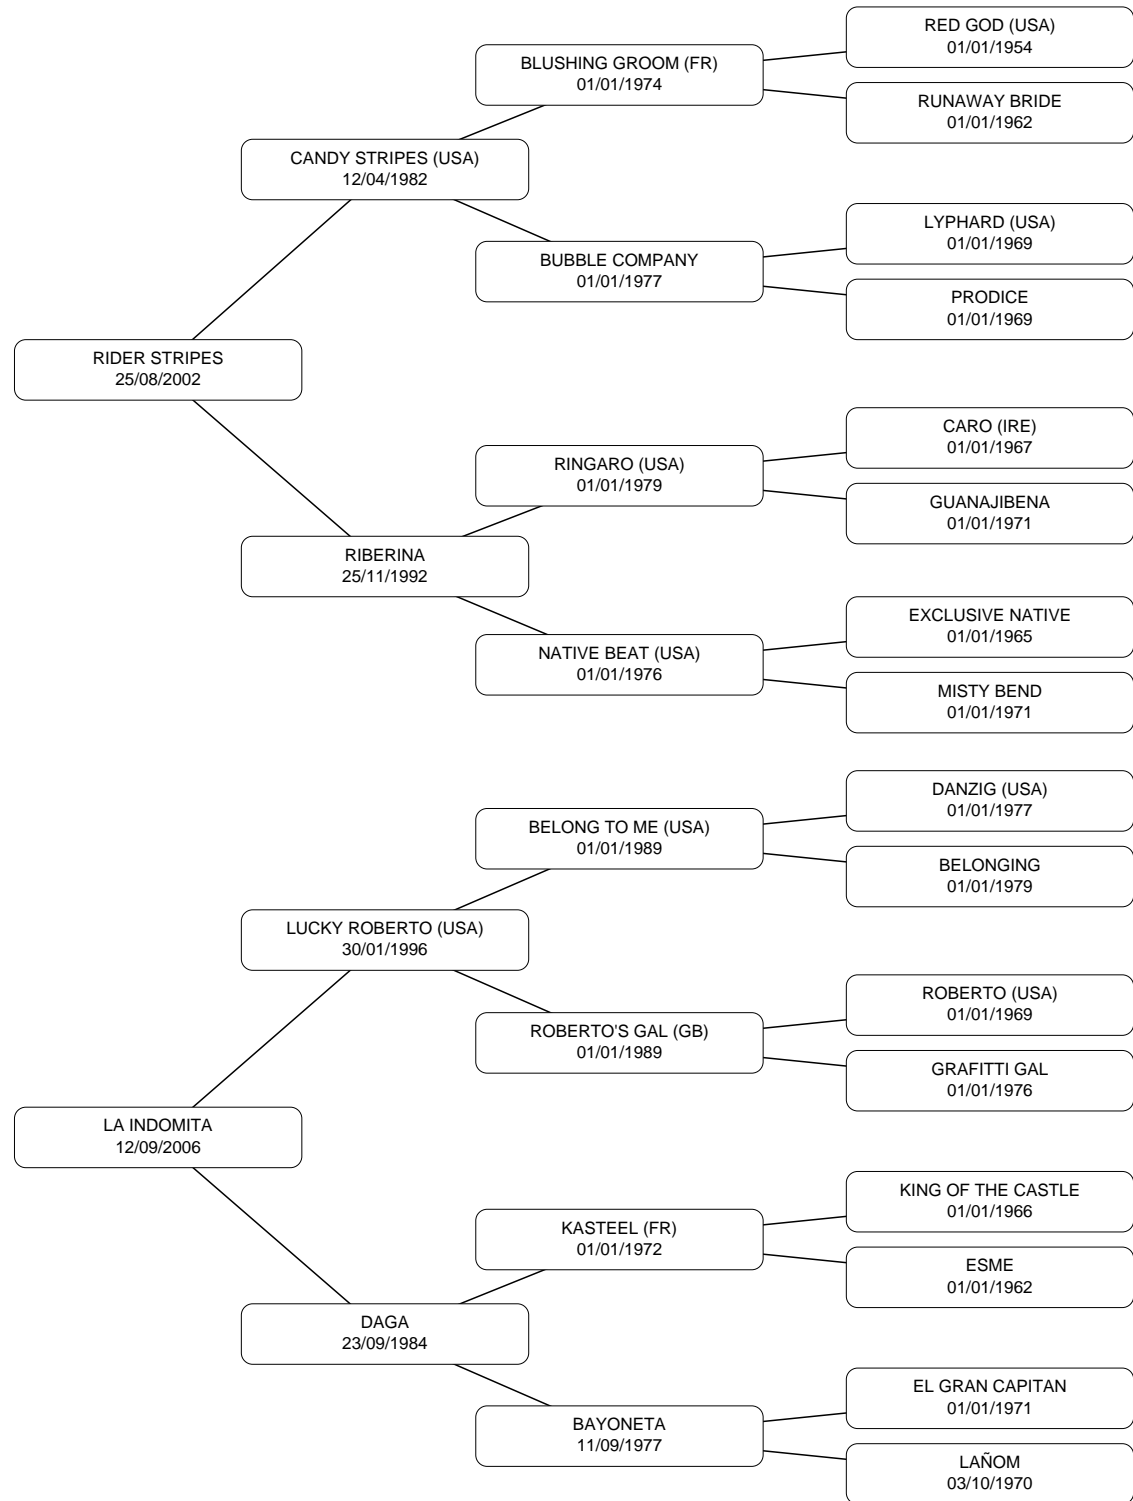 RED GOD (USA)
01/01/1954
BLUSHING GROOM (FR)
01/01/1974
RUNAWAY BRIDE
01/01/1962
CANDY STRIPES (USA)
12/04/1982
LYPHARD (USA)
01/01/1969
BUBBLE COMPANY
01/01/1977
PRODICE
01/01/1969
RIDER STRIPES
25/08/2002
CARO (IRE)
01/01/1967
RINGARO (USA)
01/01/1979
GUANAJIBENA
01/01/1971
RIBERINA
25/11/1992
EXCLUSIVE NATIVE
01/01/1965
NATIVE BEAT (USA)
01/01/1976
MISTY BEND
01/01/1971
DANZIG (USA)
01/01/1977
BELONG TO ME (USA)
01/01/1989
BELONGING
01/01/1979
LUCKY ROBERTO (USA)
30/01/1996
ROBERTO (USA)
01/01/1969
ROBERTO'S GAL (GB)
01/01/1989
GRAFITTI GAL
01/01/1976
LA INDOMITA
12/09/2006
KING OF THE CASTLE
01/01/1966
KASTEEL (FR)
01/01/1972
ESME
01/01/1962
DAGA
23/09/1984
EL GRAN CAPITAN
01/01/1971
BAYONETA
11/09/1977
LAÑOM
03/10/1970